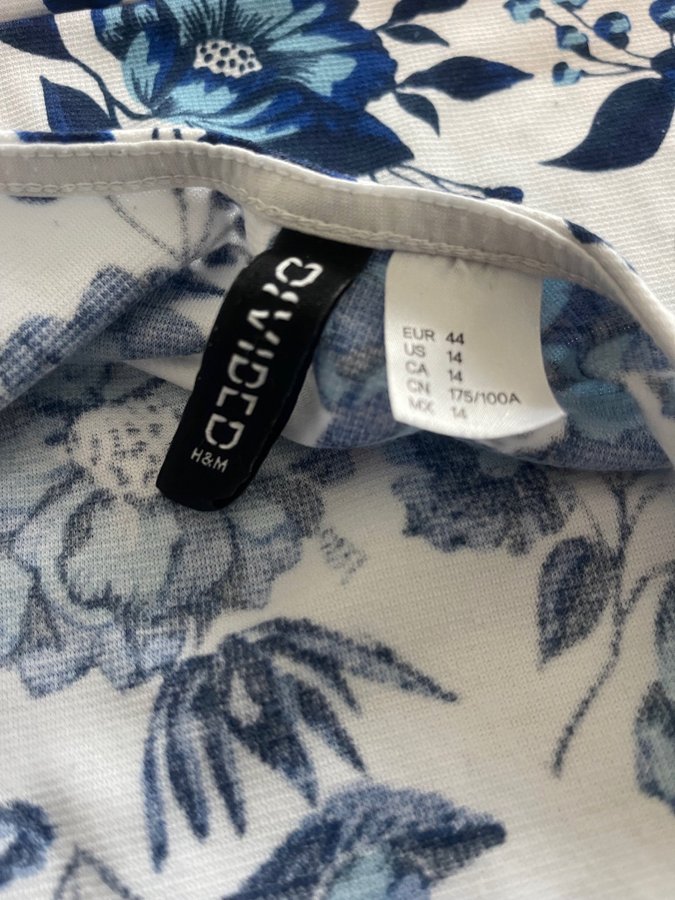 DIVIDED
H&M
EUR 44
US 14
CA 14
CN 175/100A
MX 14